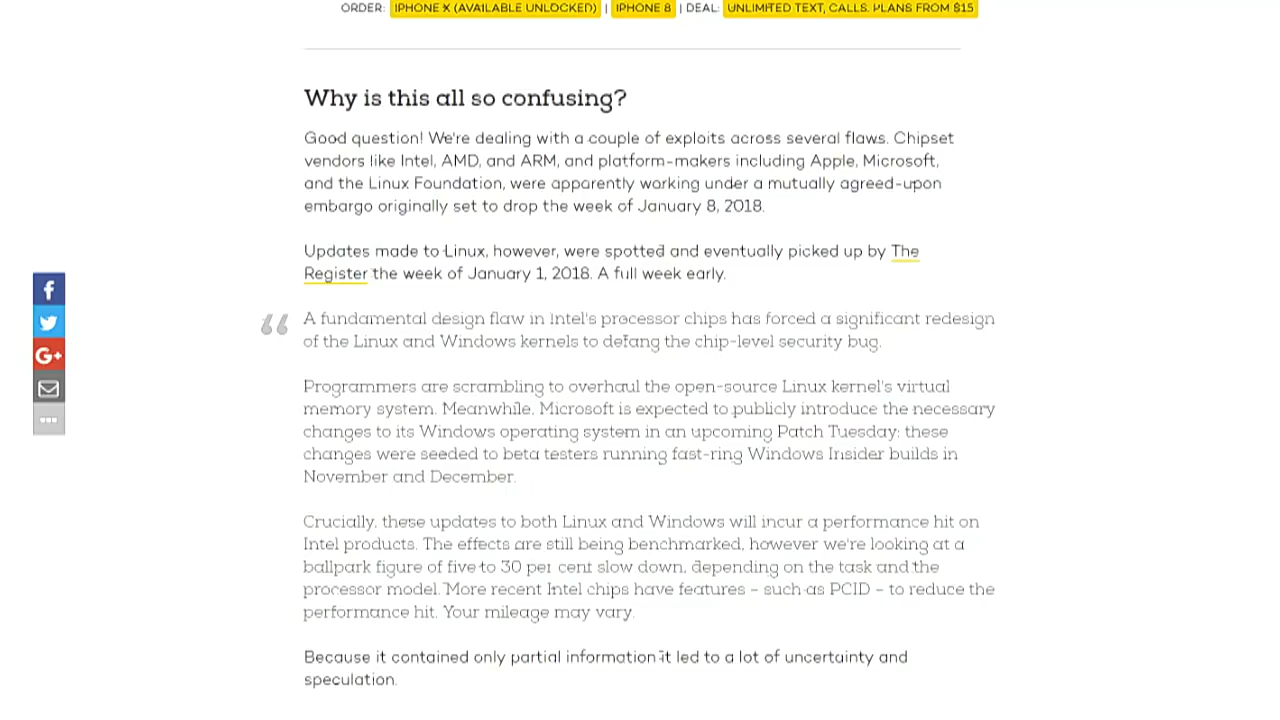 ORDER: IPHONE X (AVAILABLE UNLOCKED) | IPHONE 8 | DEAL: UNLIMITED TEXT, CALLS. PLANS FROM $15
Why is this all so confusing?
Good question! We're dealing with a couple of exploits across several flaws. Chipset
vendors like Intel, AMD, and ARM, and platform-makers including Apple, Microsoft,
and the Linux Foundation, were apparently working under a mutually agreed-upon
embargo originally set to drop the week of January 8, 2018.
Updates made to Linux, however, were spotted and eventually picked up by The
Register the week of January 1, 2018. A full week early.
“ A fundamental design flaw in Intel's processor chips has forced a significant redesign
of the Linux and Windows kernels to defang the chip-level security bug.
Programmers are scrambling to overhaul the open-source Linux kernel's virtual
memory system. Meanwhile, Microsoft is expected to publicly introduce the necessary
changes to its Windows operating system in an upcoming Patch Tuesday: these
changes were seeded to beta testers running fast-ring Windows Insider builds in
November and December.
Crucially, these updates to both Linux and Windows will incur a performance hit on
Intel products. The effects are still being benchmarked, however we're looking at a
ballpark figure of five to 30 per cent slow down, depending on the task and the
processor model. More recent Intel chips have features – such as PCID – to reduce the
performance hit. Your mileage may vary.
Because it contained only partial information it led to a lot of uncertainty and
speculation.
f
G+